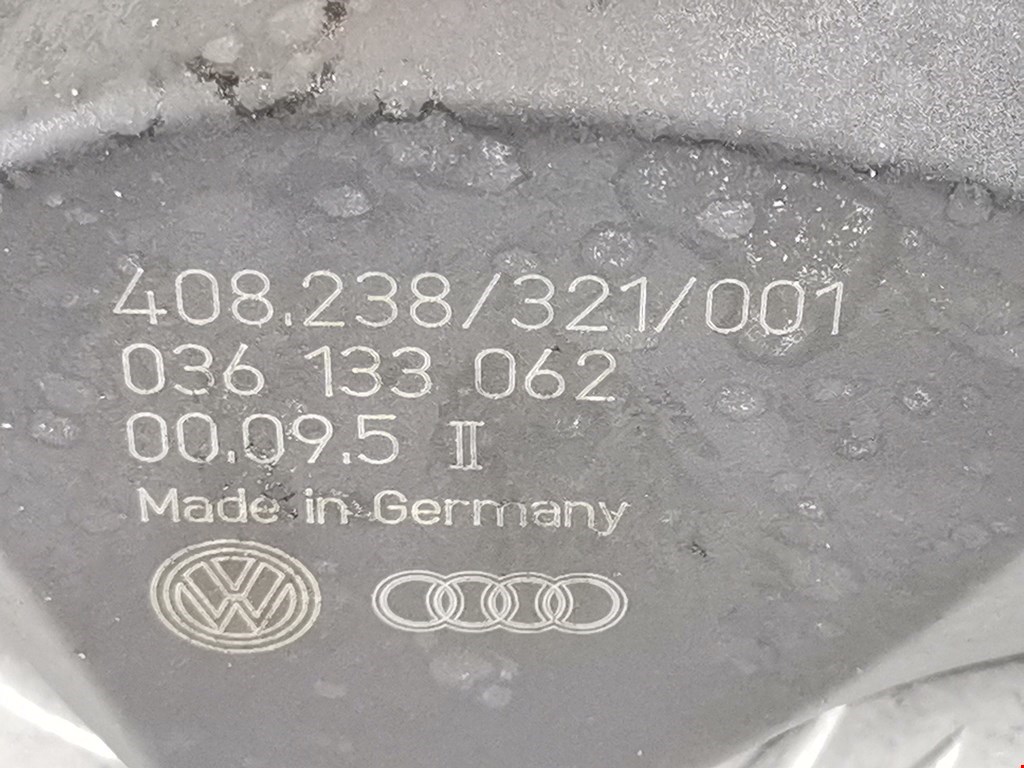 408.238/321/001
036 133 062
00.09.5 II
Made in Germany